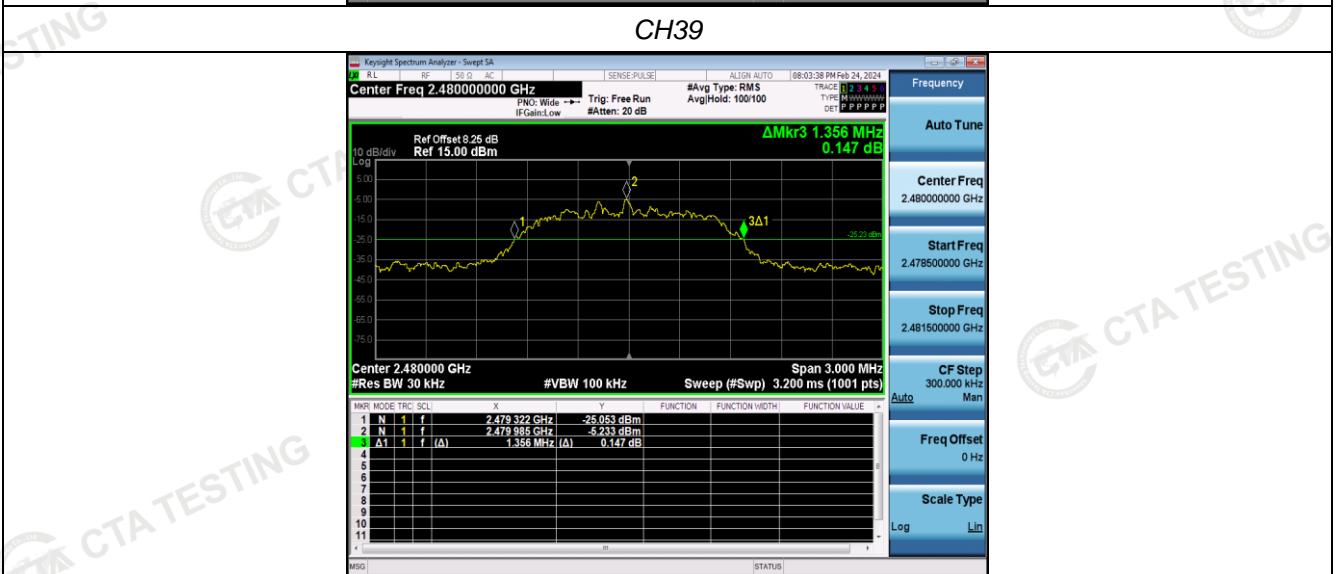 CH39
Keysight Spectrum Analyzer - Swept SA
RL RF 50 Ω AC SENSE:PULSE ALIGN AUTO 08:03:38 PM Feb 24, 2024
Center Freq 2.480000000 GHz
PNO: Wide
IFGain:Low
Trig: Free Run
#Atten: 20 dB
#Avg Type: RMS
Avg|Hold: 100/100
TRACE 1 2 3 4 5 6
TYPE M W W W W W
DET P P P P P P
ΔMkr3 1.356 MHz
0.147 dB
Ref Offset 8.25 dB
10 dB/div Ref 15.00 dBm
Log
5.00
-5.00
-15.0
-25.0
-35.0
-45.0
-55.0
-65.0
-75.0
1
2
3Δ1
-25.23 dBm
Center 2.480000 GHz Span 3.000 MHz
#Res BW 30 kHz #VBW 100 kHz Sweep (#Swp) 3.200 ms (1001 pts)
MKR MODE TRC SCL X Y FUNCTION FUNCTION WIDTH FUNCTION VALUE
1 N 1 f 2.479 322 GHz -25.053 dBm
2 N 1 f 2.479 985 GHz -5.233 dBm
3 Δ1 1 f (Δ) 1.356 MHz (Δ) 0.147 dB
4
5
6
7
8
9
10
11
MSG STATUS
Frequency
Auto Tune
Center Freq
2.480000000 GHz
Start Freq
2.478500000 GHz
Stop Freq
2.481500000 GHz
CF Step
300.000 kHz
Auto Man
Freq Offset
0 Hz
Scale Type
Log Lin
STING
CTA
CTA TESTING
CTA TESTING